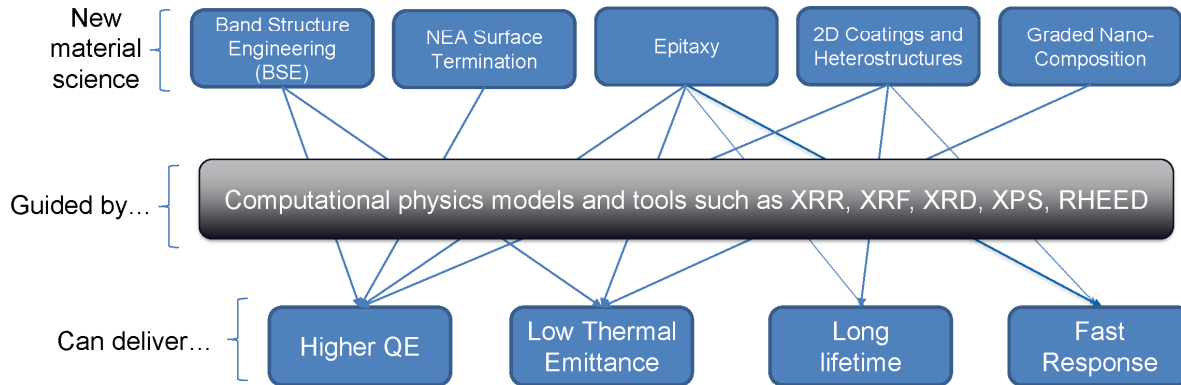 New
material
science
Band Structure
Engineering
(BSE)
NEA Surface
Termination
Epitaxy
2D Coatings and
Heterostructures
Graded Nano-
Composition
Guided by...
Computational physics models and tools such as XRR, XRF, XRD, XPS, RHEED
Can deliver...
Higher QE
Low Thermal
Emittance
Long
lifetime
Fast
Response